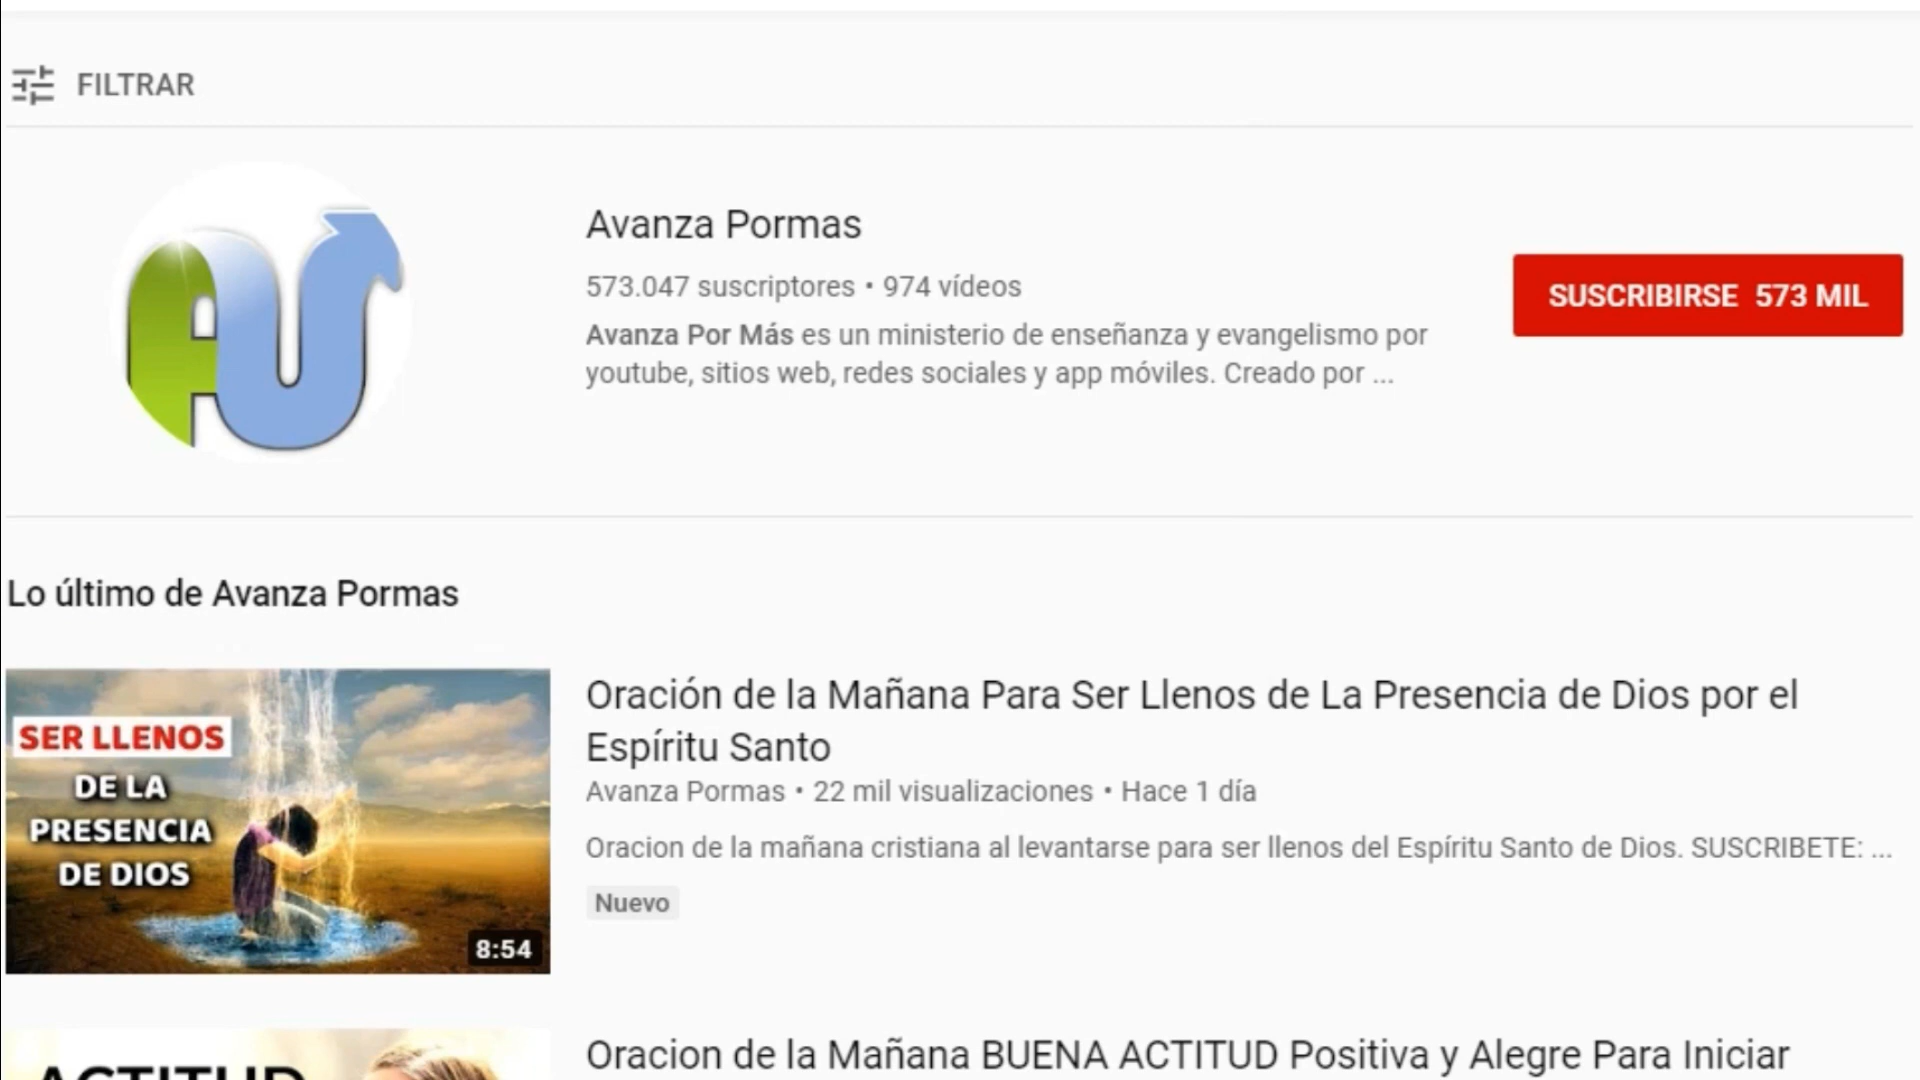 FILTRAR
Avanza Pormas
573.047 suscriptores • 974 vídeos
SUSCRIBIRSE 573 MIL
Avanza Por Más es un ministerio de enseñanza y evangelismo por
youtube, sitios web, redes sociales y app móviles. Creado por ...
Lo último de Avanza Pormas
SER LLENOS
DE LA
PRESENCIA
DE DIOS
8:54
Oración de la Mañana Para Ser Llenos de La Presencia de Dios por el
Espíritu Santo
Avanza Pormas • 22 mil visualizaciones • Hace 1 día
Oracion de la mañana cristiana al levantarse para ser llenos del Espíritu Santo de Dios. SUSCRIBETE: ...
Nuevo
ACTITUD
Oracion de la Mañana BUENA ACTITUD Positiva y Alegre Para Iniciar